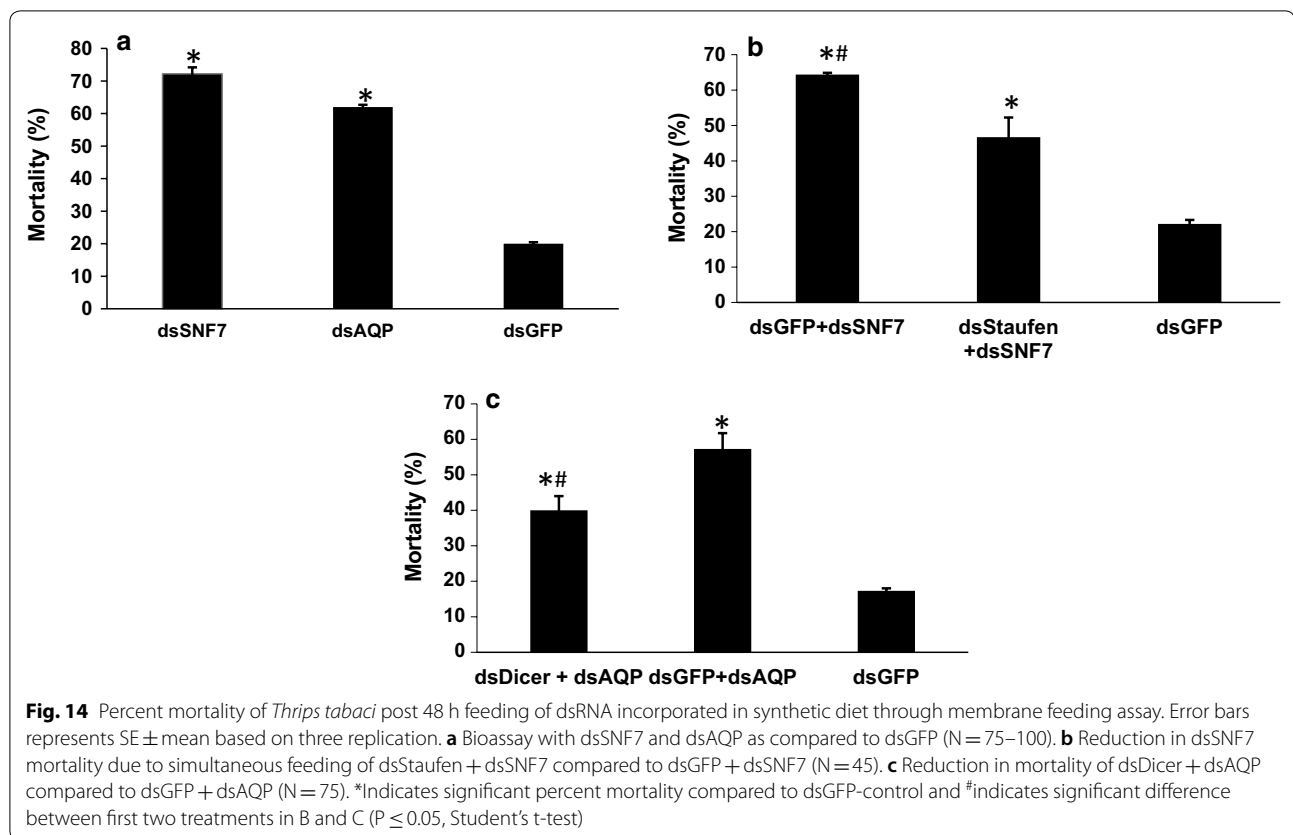 a
80
70
60
50
40
30
20
10
0
Mortality (%)
*
*
dsSNF7 dsAQP dsGFP
b
80
70
60
50
40
30
20
10
0
Mortality (%)
*#
*
dsGFP+dsSNF7 dsStaufen dsGFP
+dsSNF7
c
70
60
50
40
30
20
10
0
Mortality (%)
*#
*
dsDicer + dsAQP dsGFP+dsAQP dsGFP
Fig. 14 Percent mortality of Thrips tabaci post 48 h feeding of dsRNA incorporated in synthetic diet through membrane feeding assay. Error bars
represents SE ± mean based on three replication. a Bioassay with dsSNF7 and dsAQP as compared to dsGFP (N = 75–100). b Reduction in dsSNF7
mortality due to simultaneous feeding of dsStaufen + dsSNF7 compared to dsGFP + dsSNF7 (N = 45). c Reduction in mortality of dsDicer + dsAQP
compared to dsGFP + dsAQP (N = 75). *Indicates significant percent mortality compared to dsGFP-control and #indicates significant difference
between first two treatments in B and C (P ≤ 0.05, Student's t-test)